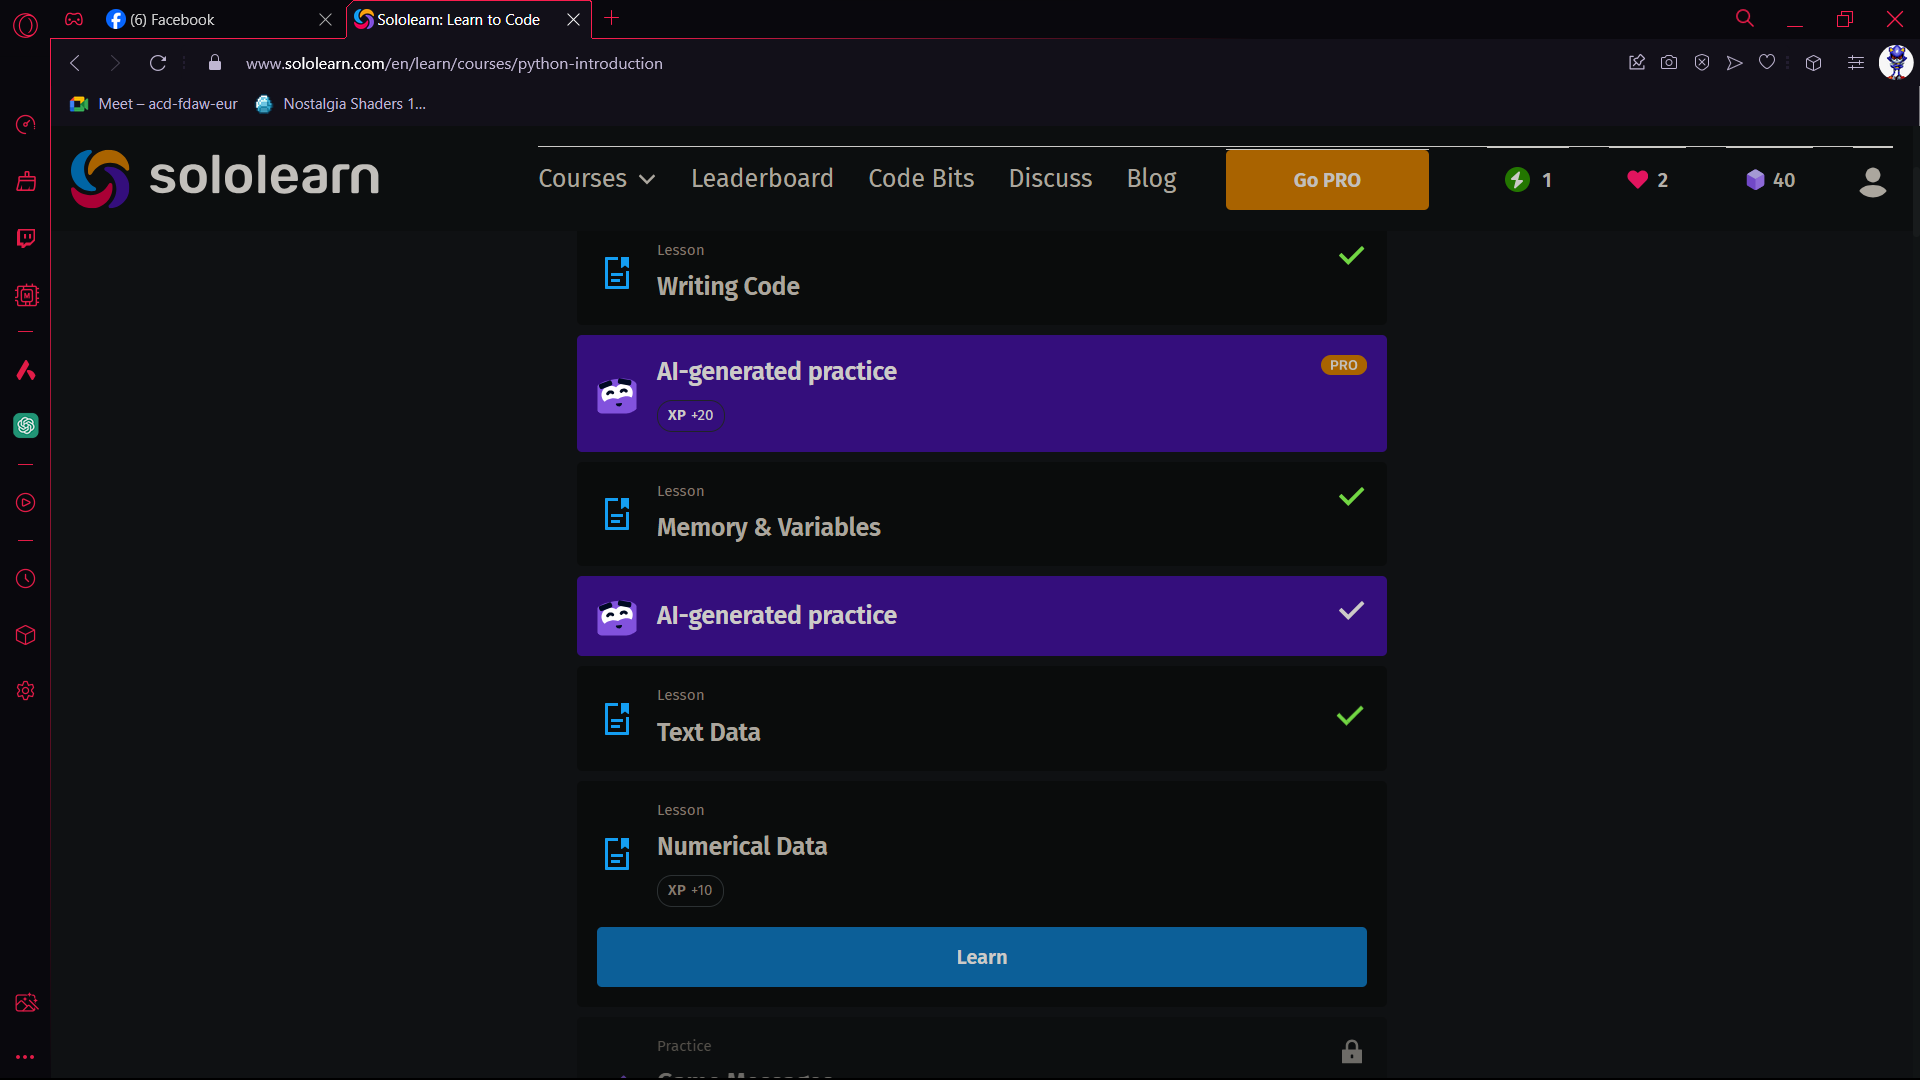 (6) Facebook
Sololearn: Learn to Code
www.sololearn.com/en/learn/courses/python-introduction
Meet – acd-fdaw-eur
Nostalgia Shaders 1...
sololearn
Courses
Leaderboard
Code Bits
Discuss
Blog
Go PRO
1
2
40
Lesson
Writing Code
AI-generated practice
PRO
XP +20
Lesson
Memory & Variables
AI-generated practice
Lesson
Text Data
Lesson
Numerical Data
XP +10
Learn
Practice